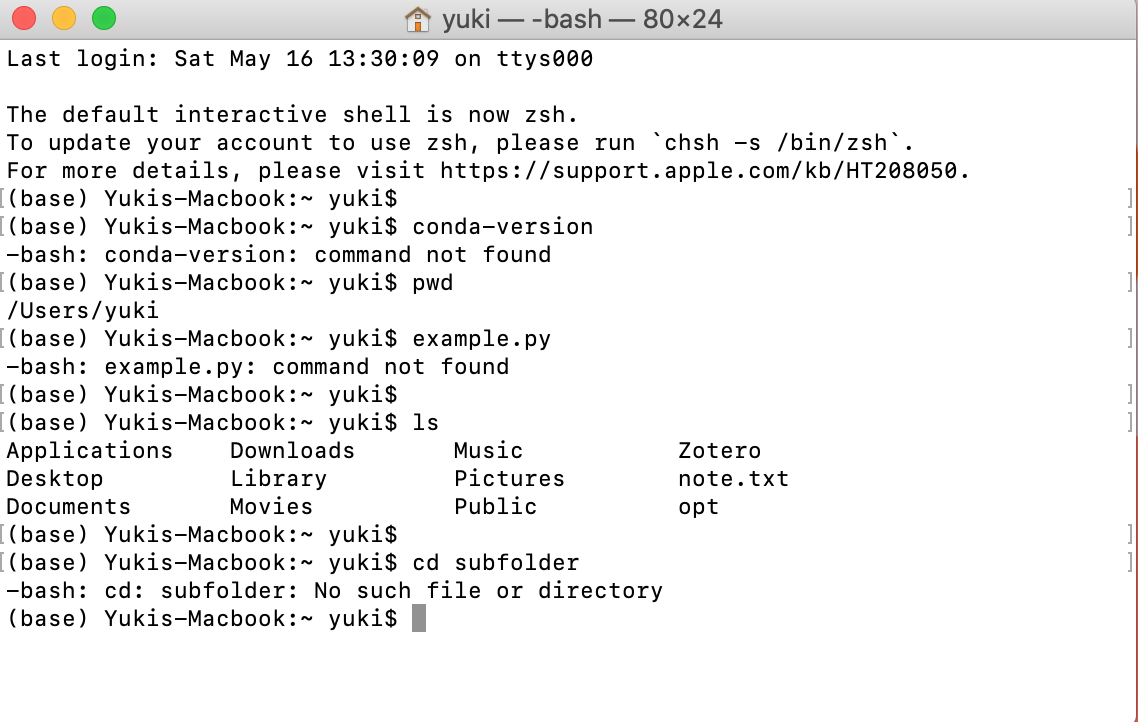 yuki — -bash — 80×24
Last login: Sat May 16 13:30:09 on ttys000
The default interactive shell is now zsh.
To update your account to use zsh, please run `chsh -s /bin/zsh`.
For more details, please visit https://support.apple.com/kb/HT208050.
[(base) Yukis-Macbook:~ yuki$ ]
[(base) Yukis-Macbook:~ yuki$ conda-version ]
-bash: conda-version: command not found
[(base) Yukis-Macbook:~ yuki$ pwd ]
/Users/yuki
[(base) Yukis-Macbook:~ yuki$ example.py ]
-bash: example.py: command not found
[(base) Yukis-Macbook:~ yuki$ ]
[(base) Yukis-Macbook:~ yuki$ ls ]
Applications Downloads Music Zotero
Desktop Library Pictures note.txt
Documents Movies Public opt
[(base) Yukis-Macbook:~ yuki$ ]
[(base) Yukis-Macbook:~ yuki$ cd subfolder ]
-bash: cd: subfolder: No such file or directory
(base) Yukis-Macbook:~ yuki$